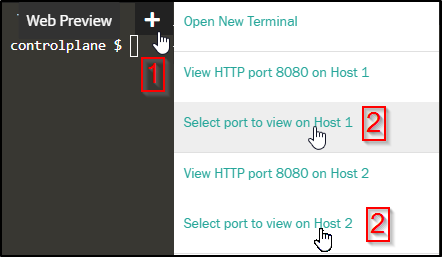 Web Preview +
controlplane $
1
Open New Terminal
View HTTP port 8080 on Host 1
Select port to view on Host 1 2
View HTTP port 8080 on Host 2
Select port to view on Host 2 2